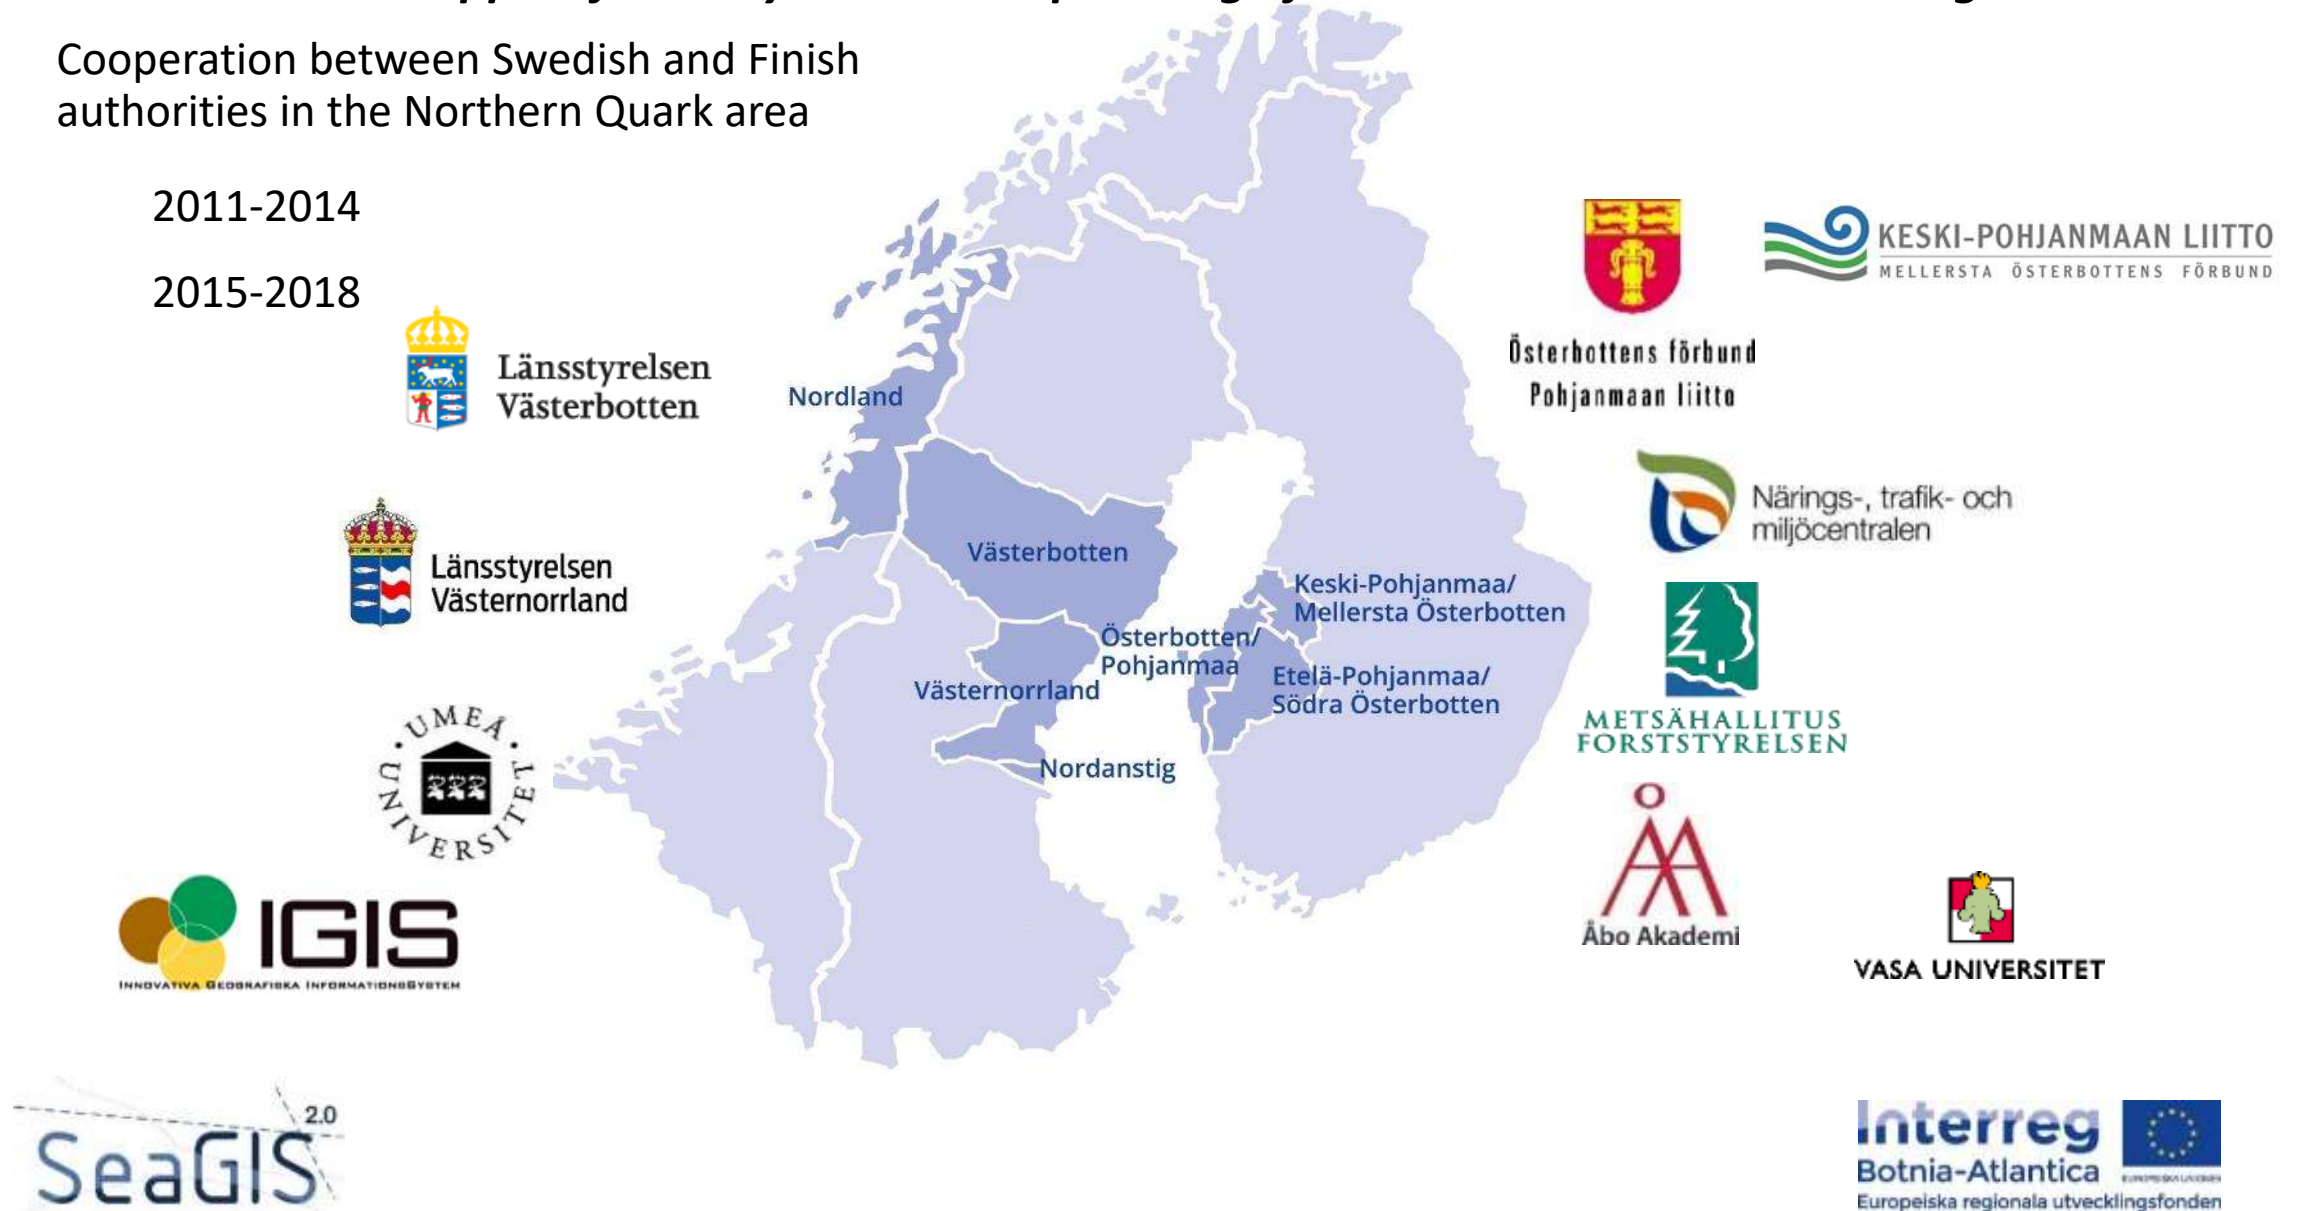 Cooperation between Swedish and Finish
authorities in the Northern Quark area
2011-2014
2015-2018
Länsstyrelsen
Västerbotten
Länsstyrelsen
Västernorrland
UMEÅ
UNIVERSITET
IGIS
INNOVATIVA GEOGRAFISKA INFORMATIONSSYSTEM
2.0
SeaGIS
Nordland
Västerbotten
Keski-Pohjanmaa/
Mellersta Österbotten
Österbotten/
Pohjanmaa
Etelä-Pohjanmaa/
Södra Österbotten
Västernorrland
Nordanstig
KESKI-POHJANMAAN LIITTO
MELLERSTA ÖSTERBOTTENS FÖRBUND
Österbottens förbund
Pohjanmaan liitto
Närings-, trafik- och
miljöcentralen
METSÄHALLITUS
FORSTSTYRELSEN
Åbo Akademi
VASA UNIVERSITET
Interreg
Botnia-Atlantica
Europeiska regionala utvecklingsfonden